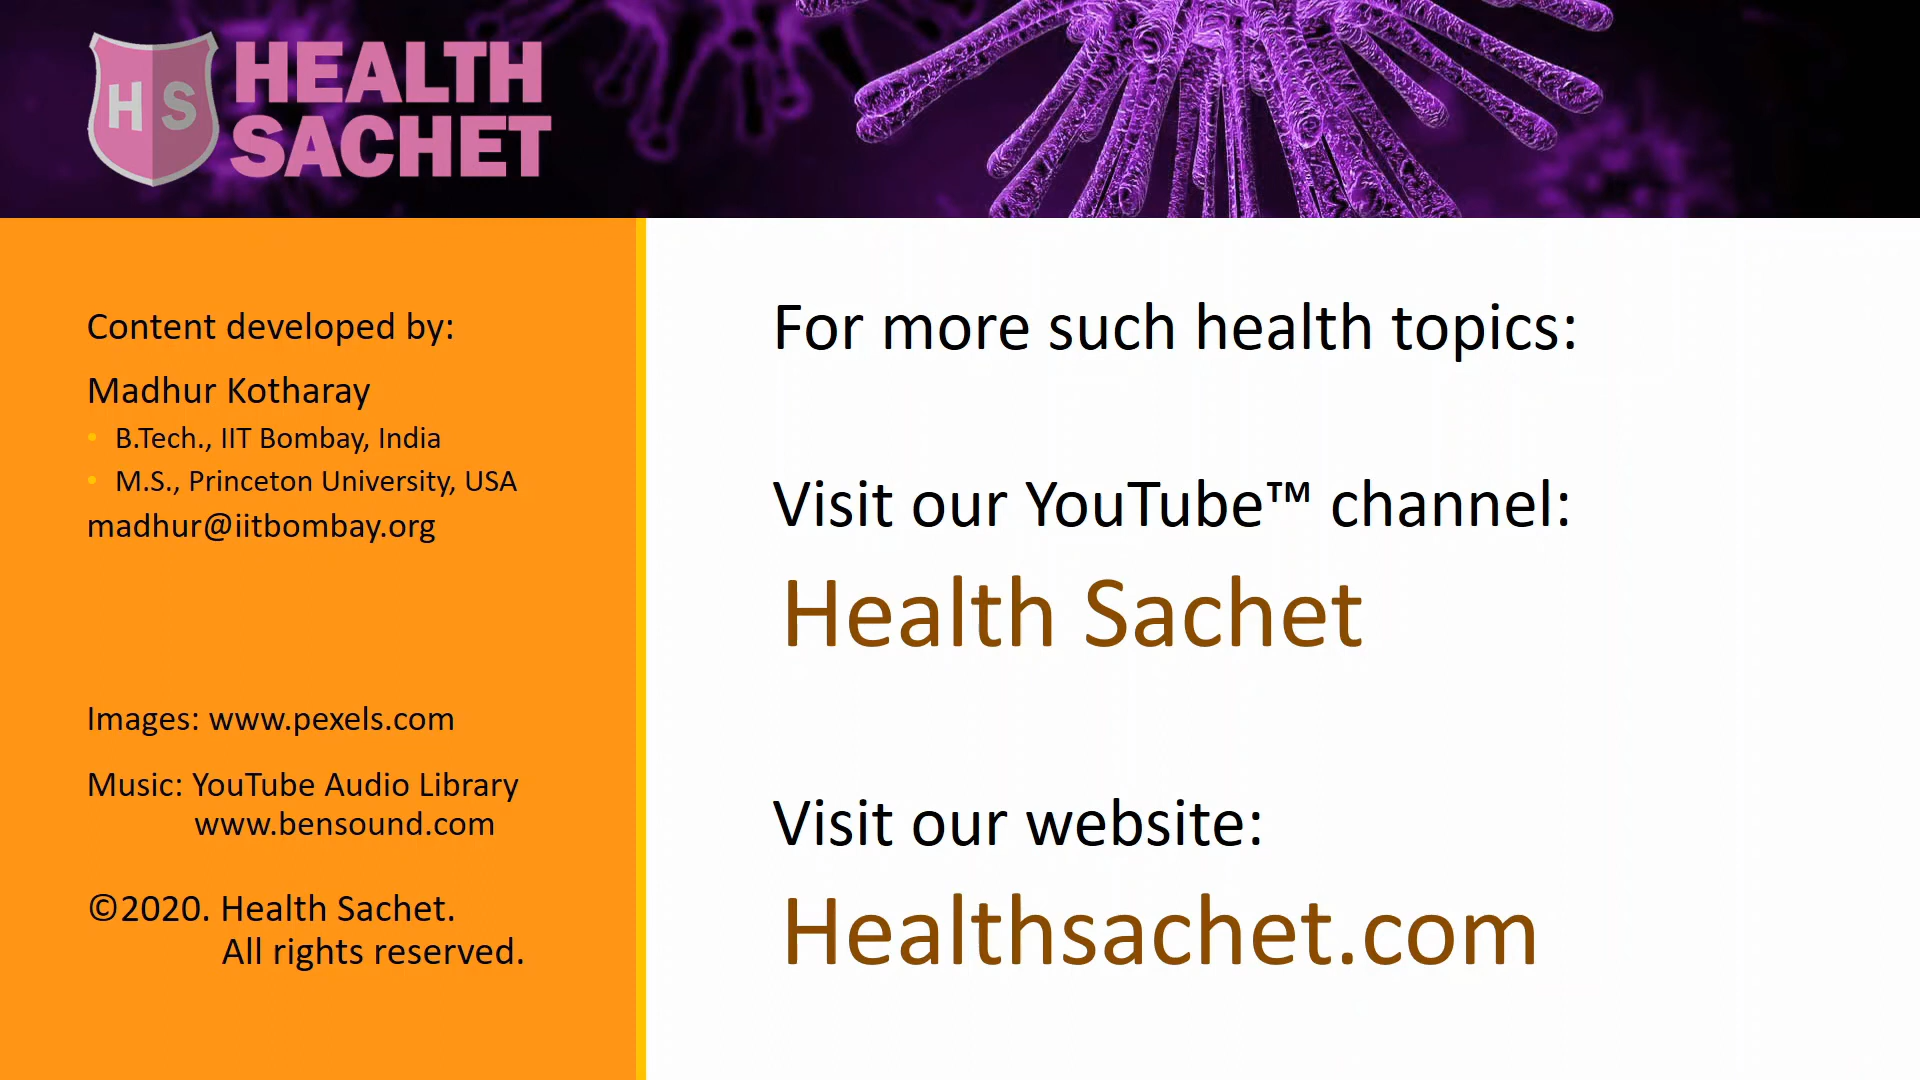 HS
HEALTH
SACHET
Content developed by:
Madhur Kotharay
• B.Tech., IIT Bombay, India
• M.S., Princeton University, USA
madhur@iitbombay.org
Images: www.pexels.com
Music: YouTube Audio Library
www.bensound.com
©2020. Health Sachet.
All rights reserved.
For more such health topics:
Visit our YouTube™ channel:
Health Sachet
Visit our website:
Healthsachet.com